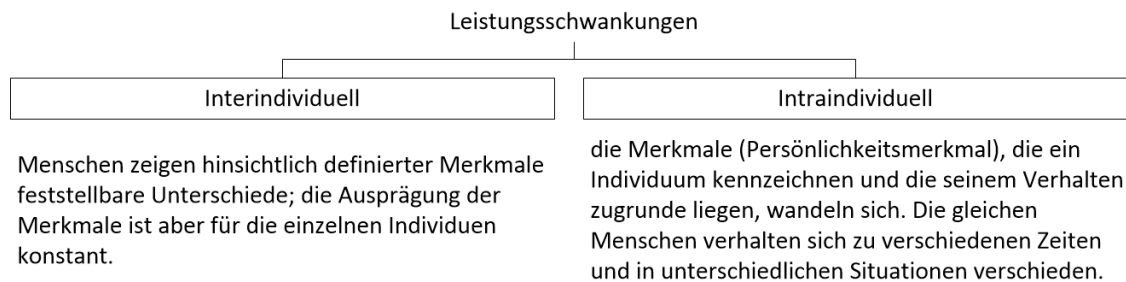 Leistungsschwankungen
Interindividuell
Menschen zeigen hinsichtlich definierter Merkmale
feststellbare Unterschiede; die Ausprägung der
Merkmale ist aber für die einzelnen Individuen
konstant.
Intraindividuell
die Merkmale (Persönlichkeitsmerkmal), die ein
Individuum kennzeichnen und die seinem Verhalten
zugrunde liegen, wandeln sich. Die gleichen
Menschen verhalten sich zu verschiedenen Zeiten
und in unterschiedlichen Situationen verschieden.